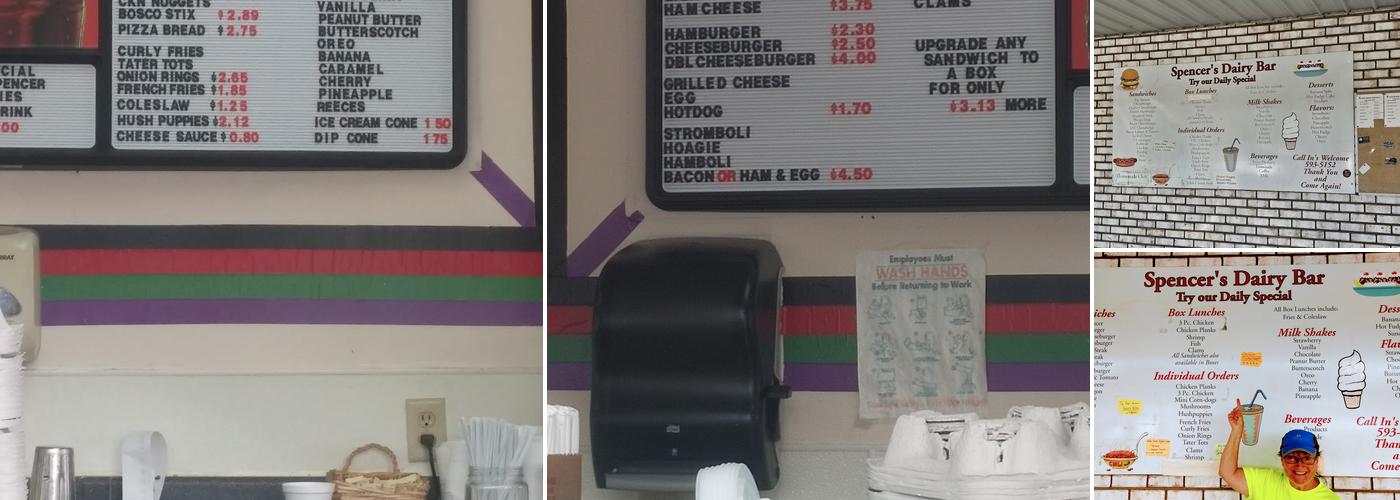 CKN NUGGETS
BOSCO STIX $2.89
PIZZA BREAD $2.75
CURLY FRIES
TATER TOTS
ONION RINGS $2.65
FRENCH FRIES $1.85
COLESLAW $1.25
HUSH PUPPIES $2.12
CHEESE SAUCE $0.80
VANILLA
PEANUT BUTTER
BUTTERSCOTCH
OREO
BANANA
CARAMEL
CHERRY
PINEAPPLE
REECES
ICE CREAM CONE 1 50
DIP CONE 1 75
CIAL
PENCER
IES
RINK
00
HAM CHEESE $3.75
HAMBURGER $2.30
CHEESEBURGER $2.50
DBL CHEESEBURGER $4.00
GRILLED CHEESE
EGG
HOTDOG $1.70
STROMBOLI
HOAGIE
HAMBOLI
BACON OR HAM & EGG $4.50
CLAMS
UPGRADE ANY
SANDWICH TO
A BOX
FOR ONLY
$3.13 MORE
Employees Must
WASH HANDS
Before Returning to Work
Spencer's Dairy Bar
Try our Daily Special
Sandwiches
Box Lunches
Individual Orders
Milk Shakes
Beverages
Desserts
Flavors:
Call In's Welcome
593-5152
Thank You
and
Come Again!
Spencer's Dairy Bar
Try our Daily Special
Box Lunches
3 Pc. Chicken
Chicken Planks
Shrimp
Fish
Clams
All Sandwiches also
available in Boxes
Individual Orders
Chicken Planks
3 Pc. Chicken
Mini Corn-dogs
Mushrooms
Hushpuppies
French Fries
Curly Fries
Onion Rings
Tater Tots
Clams
Shrimp
All Box Lunches include:
Fries & Coleslaw
Milk Shakes
Strawberry
Vanilla
Chocolate
Peanut Butter
Butterscotch
Oreo
Cherry
Banana
Pineapple
Beverages
Call In's
593-
Than
a
Come